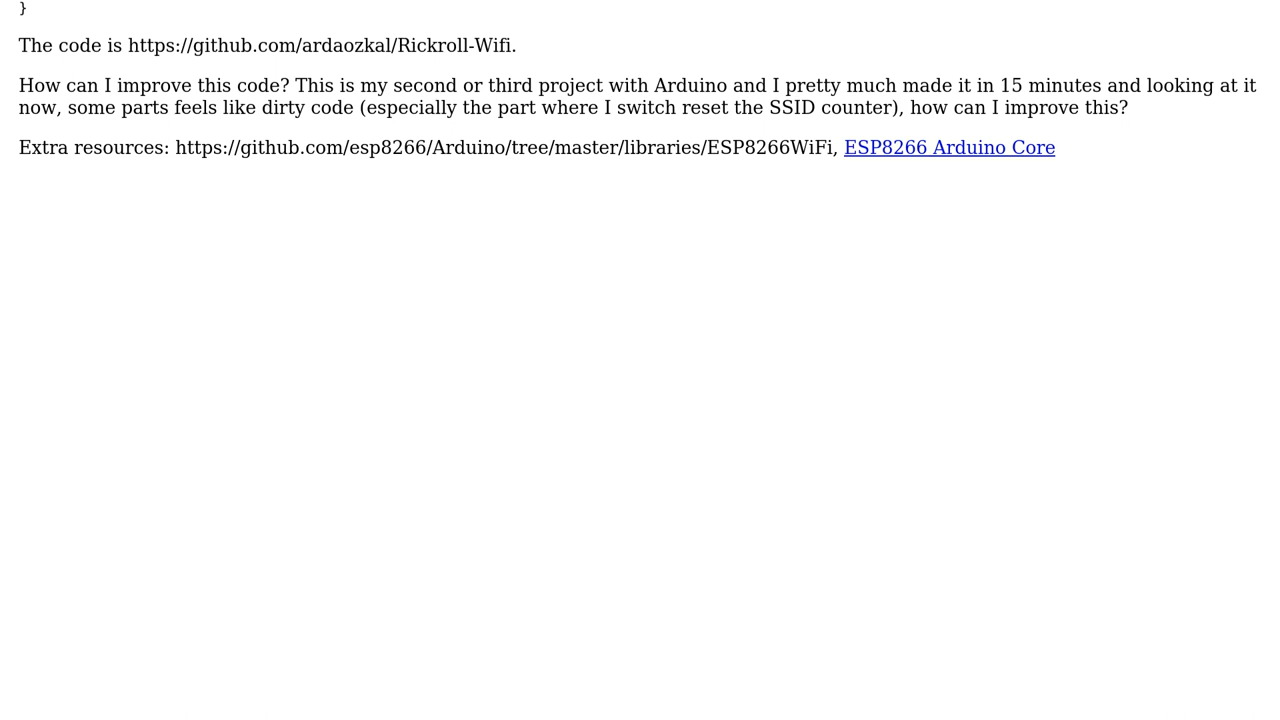 }
The code is https://github.com/ardaozkal/Rickroll-Wifi.
How can I improve this code? This is my second or third project with Arduino and I pretty much made it in 15 minutes and looking at it
now, some parts feels like dirty code (especially the part where I switch reset the SSID counter), how can I improve this?
Extra resources: https://github.com/esp8266/Arduino/tree/master/libraries/ESP8266WiFi, ESP8266 Arduino Core